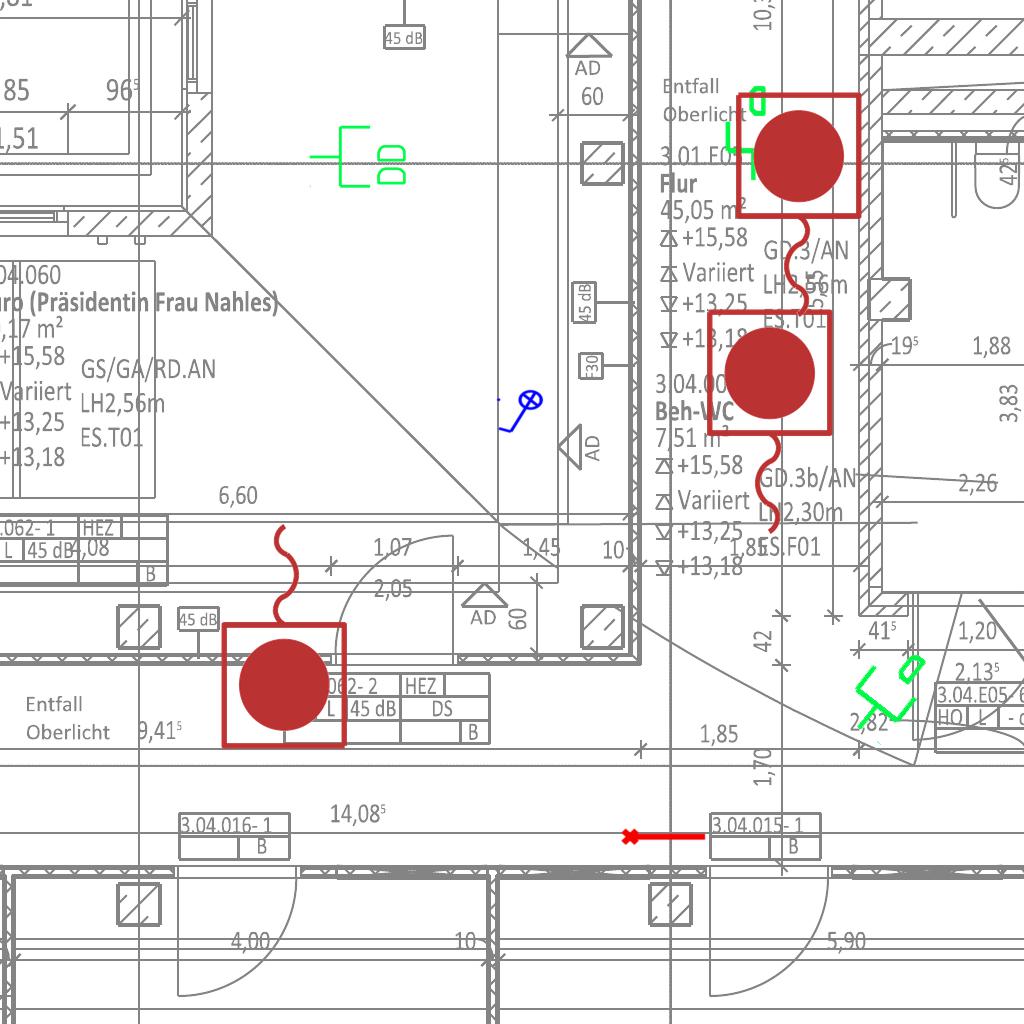 45 dB
AD
60
85
96⁵
1,51
10,3
Entfall
Oberlicht
3.01.E0
Flur
45,05 m²
+15,58
Variiert
+13,25
+13,18
GD.3/AN
LH2,56m
ES.T01
3.04.00
Beh-WC
7,51 m²
+15,58
Variiert
+13,25
+13,18
GD.3b/AN
LH2,30m
ES.F01
04.060
uro (Präsidentin Frau Nahles)
,17 m²
+15,58
Variiert
+13,25
+13,18
GS/GA/RD.AN
LH2,56m
ES.T01
45 dB
AD
B
B
42⁵
19⁵
1,88
3,83
2,26
6,60
.062- 1 HEZ
L 45 dB
4,08
B
1,07
2,05
1,45
10
1,85
60
AD
45 dB
42
41⁵
1,20
2,13⁵
B
3.04.E05- 6
HO L
2,82
062- 2 HEZ
L 45 dB DS
B
Entfall
Oberlicht
9,41⁵
1,85
1,70
14,08⁵
3.04.016- 1
B
3.04.015- 1
B
4,00
10
5,90